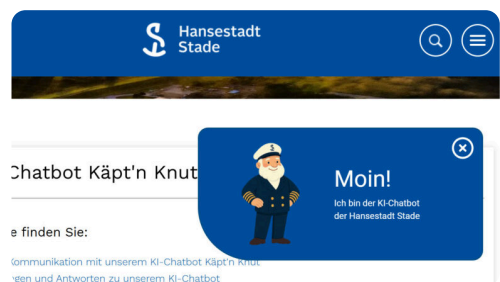 Hansestadt
Stade
Chatbot Käpt'n Knut
Moin!
Ich bin der KI-Chatbot
der Hansestadt Stade
e finden Sie:
Kommunikation mit unserem KI-Chatbot Käpt'n Knut
gen und Antworten zu unserem KI-Chatbot